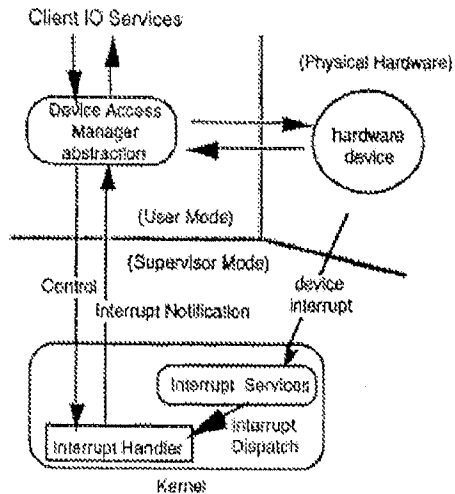 Client IO Services
(Physical Hardware)
Device Access
Manager
abstraction
hardware
device
(User Mode)
(Supervisor Mode)
Control
Interrupt Notification
device
interrupt
Interrupt Services
Interrupt Handler
Interrupt
Dispatch
Kernel